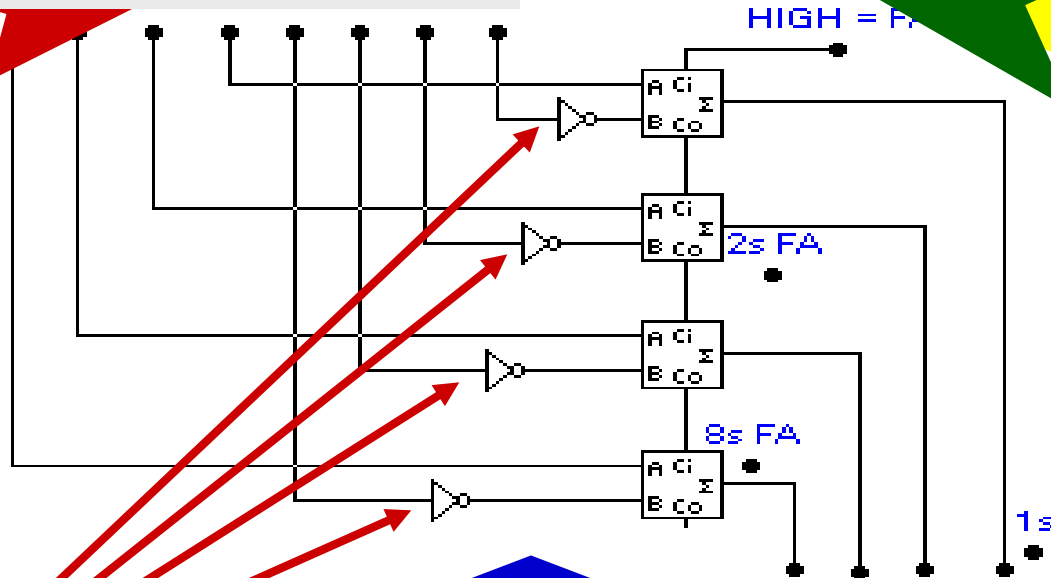 HIGH =
A Ci
Σ
B Co
A Ci
Σ
B Co
2s FA
A Ci
Σ
B Co
8s FA
A Ci
Σ
B Co
1s